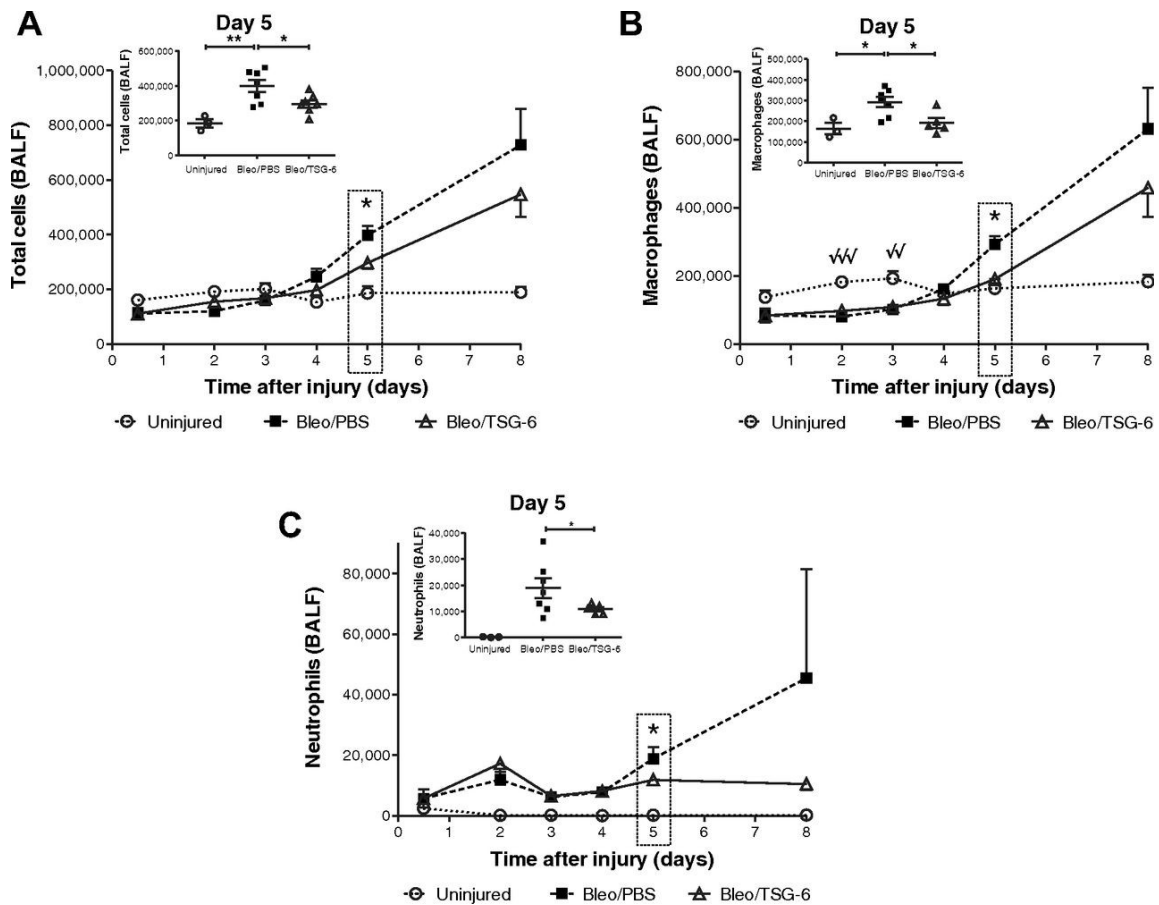 A
Day 5
**
*
600,000
400,000
200,000
0
Total cells (BALF)
Uninjured Bleo/PBS Bleo/TSG-6
1,000,000
800,000
600,000
400,000
200,000
0
Total cells (BALF)
*
0 1 2 3 4 5 8
Time after injury (days)
Uninjured Bleo/PBS Bleo/TSG-6
B
Day 5
*
*
500,000
400,000
300,000
200,000
100,000
0
Macrophages (BALF)
Uninjured Bleo/PBS Bleo/TSG-6
800,000
600,000
400,000
200,000
0
Macrophages (BALF)
√√√
√√
*
0 1 2 3 4 5 6 7 8
Time after injury (days)
Uninjured Bleo/PBS Bleo/TSG-6
C
Day 5
*
40,000
30,000
20,000
10,000
0
Neutrophils (BALF)
Uninjured Bleo/PBS Bleo/TSG-6
80,000
60,000
40,000
20,000
0
Neutrophils (BALF)
*
0 1 2 3 4 5 6 7 8
Time after injury (days)
Uninjured Bleo/PBS Bleo/TSG-6